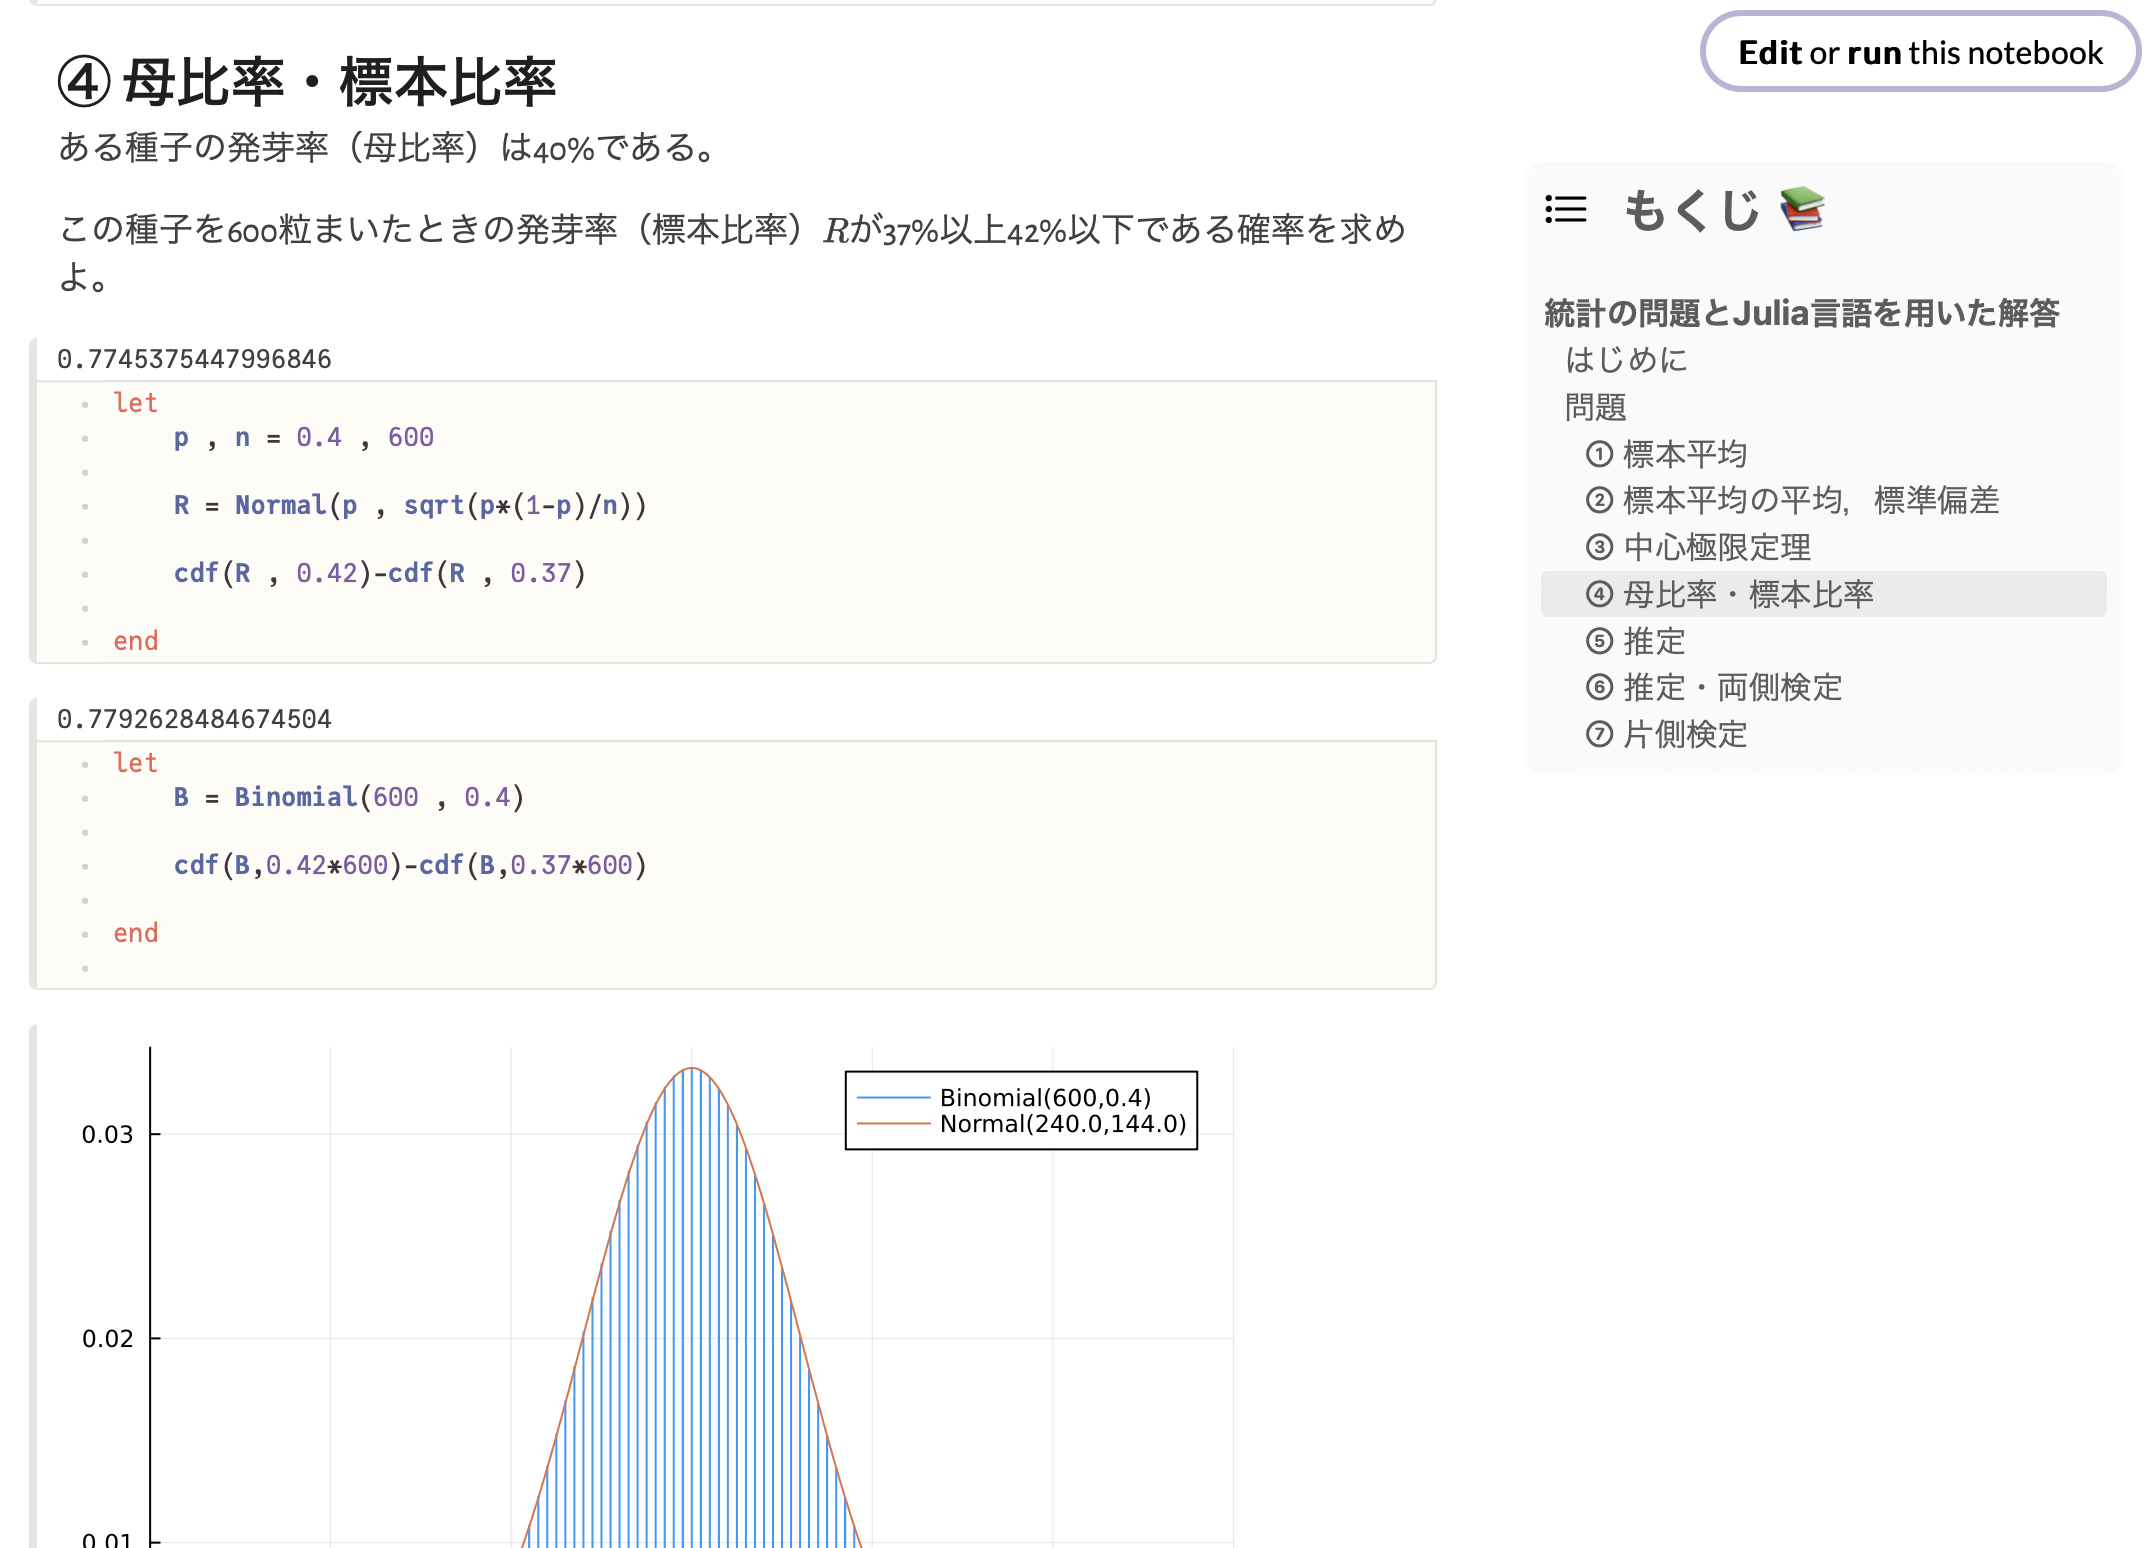 ④ 母比率・標本比率
ある種子の発芽率（母比率）は40%である。
この種子を600粒まいたときの発芽率（標本比率）Rが37%以上42%以下である確率を求め
よ。
0.7745375447996846
let
p , n = 0.4 , 600
R = Normal(p , sqrt(p*(1-p)/n))
cdf(R , 0.42)-cdf(R , 0.37)
end
0.7792628484674504
let
B = Binomial(600 , 0.4)
cdf(B,0.42*600)-cdf(B,0.37*600)
end
Binomial(600,0.4)
Normal(240.0,144.0)
0.03
0.02
0.01
Edit or run this notebook
もくじ 📚
統計の問題とJulia言語を用いた解答
はじめに
問題
① 標本平均
② 標本平均の平均，標準偏差
③ 中心極限定理
④ 母比率・標本比率
⑤ 推定
⑥ 推定・両側検定
⑦ 片側検定